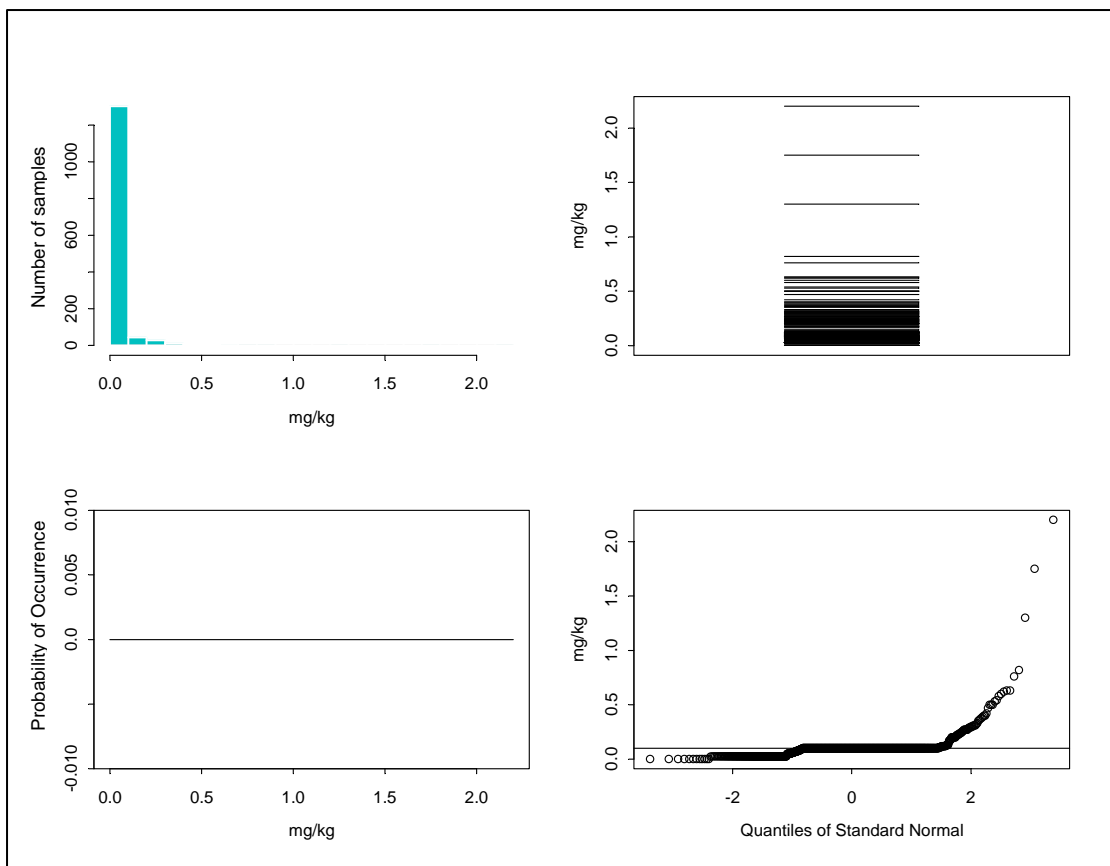 Number of samples
0 200 600 1000
0.0 0.5 1.0 1.5 2.0
mg/kg
mg/kg
0.0 0.5 1.0 1.5 2.0
Probability of Occurrence
-0.010 0.0 0.005 0.010
0.0 0.5 1.0 1.5 2.0
mg/kg
mg/kg
0.0 0.5 1.0 1.5 2.0
-2 0 2
Quantiles of Standard Normal